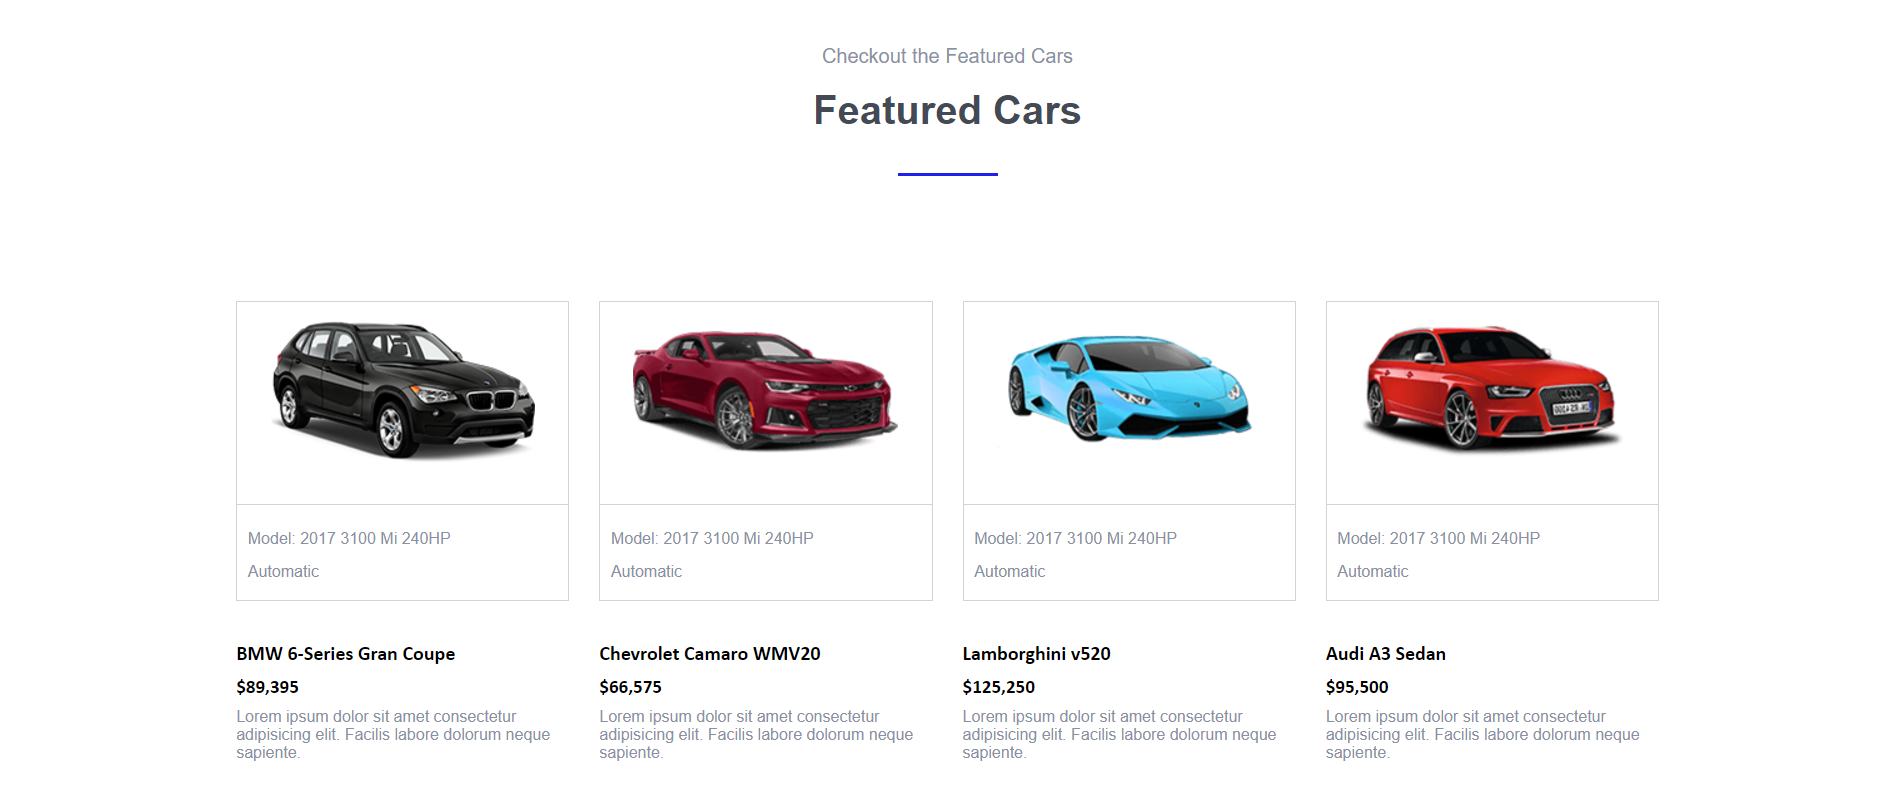 Checkout the Featured Cars
Featured Cars
Model: 2017 3100 Mi 240HP
Automatic
BMW 6-Series Gran Coupe
$89,395
Lorem ipsum dolor sit amet consectetur
adipisicing elit. Facilis labore dolorum neque
sapiente.
Model: 2017 3100 Mi 240HP
Automatic
Chevrolet Camaro WMV20
$66,575
Lorem ipsum dolor sit amet consectetur
adipisicing elit. Facilis labore dolorum neque
sapiente.
Model: 2017 3100 Mi 240HP
Automatic
Lamborghini v520
$125,250
Lorem ipsum dolor sit amet consectetur
adipisicing elit. Facilis labore dolorum neque
sapiente.
Model: 2017 3100 Mi 240HP
Automatic
Audi A3 Sedan
$95,500
Lorem ipsum dolor sit amet consectetur
adipisicing elit. Facilis labore dolorum neque
sapiente.